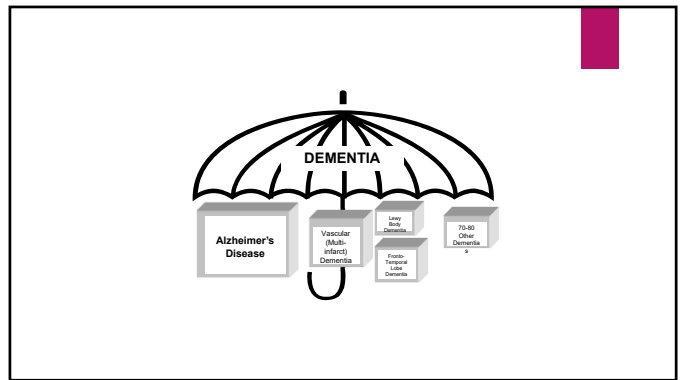 DEMENTIA
Alzheimer's
Disease
Vascular
(Multi-
infarct)
Dementia
Lewy
Body
Dementia
Fronto-
Temporal
Lobe
Dementia
70-80
Other
Dementia
s